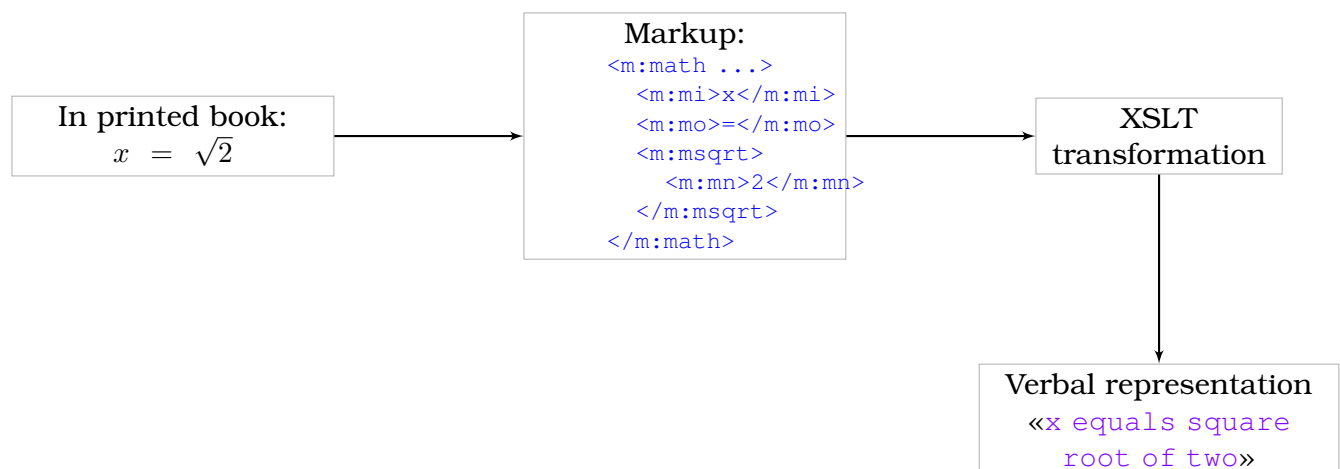 In printed book:
x = √2
Markup:
<m:math ...>
<m:mi>x</m:mi>
<m:mo>=</m:mo>
<m:msqrt>
<m:mn>2</m:mn>
</m:msqrt>
</m:math>
XSLT
transformation
Verbal representation
«x equals square
root of two»